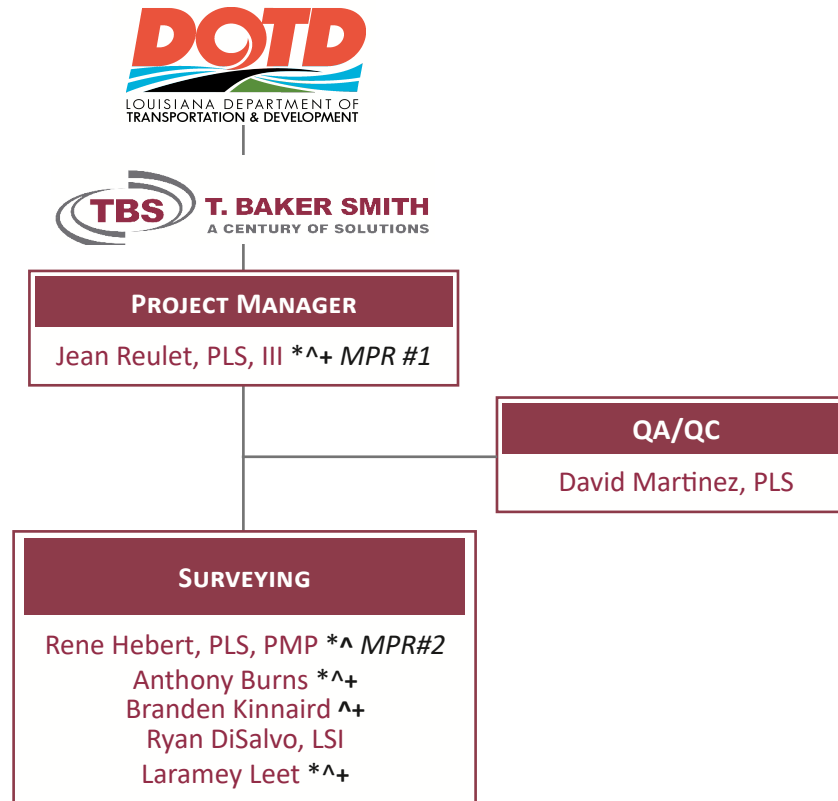 DOTD
LOUISIANA DEPARTMENT OF
TRANSPORTATION & DEVELOPMENT
TBS
T. BAKER SMITH
A CENTURY OF SOLUTIONS
PROJECT MANAGER
Jean Reulet, PLS, III *^+ MPR #1
QA/QC
David Martinez, PLS
SURVEYING
Rene Hebert, PLS, PMP *^ MPR#2
Anthony Burns *^+
Branden Kinnaird ^+
Ryan DiSalvo, LSI
Laramey Leet *^+